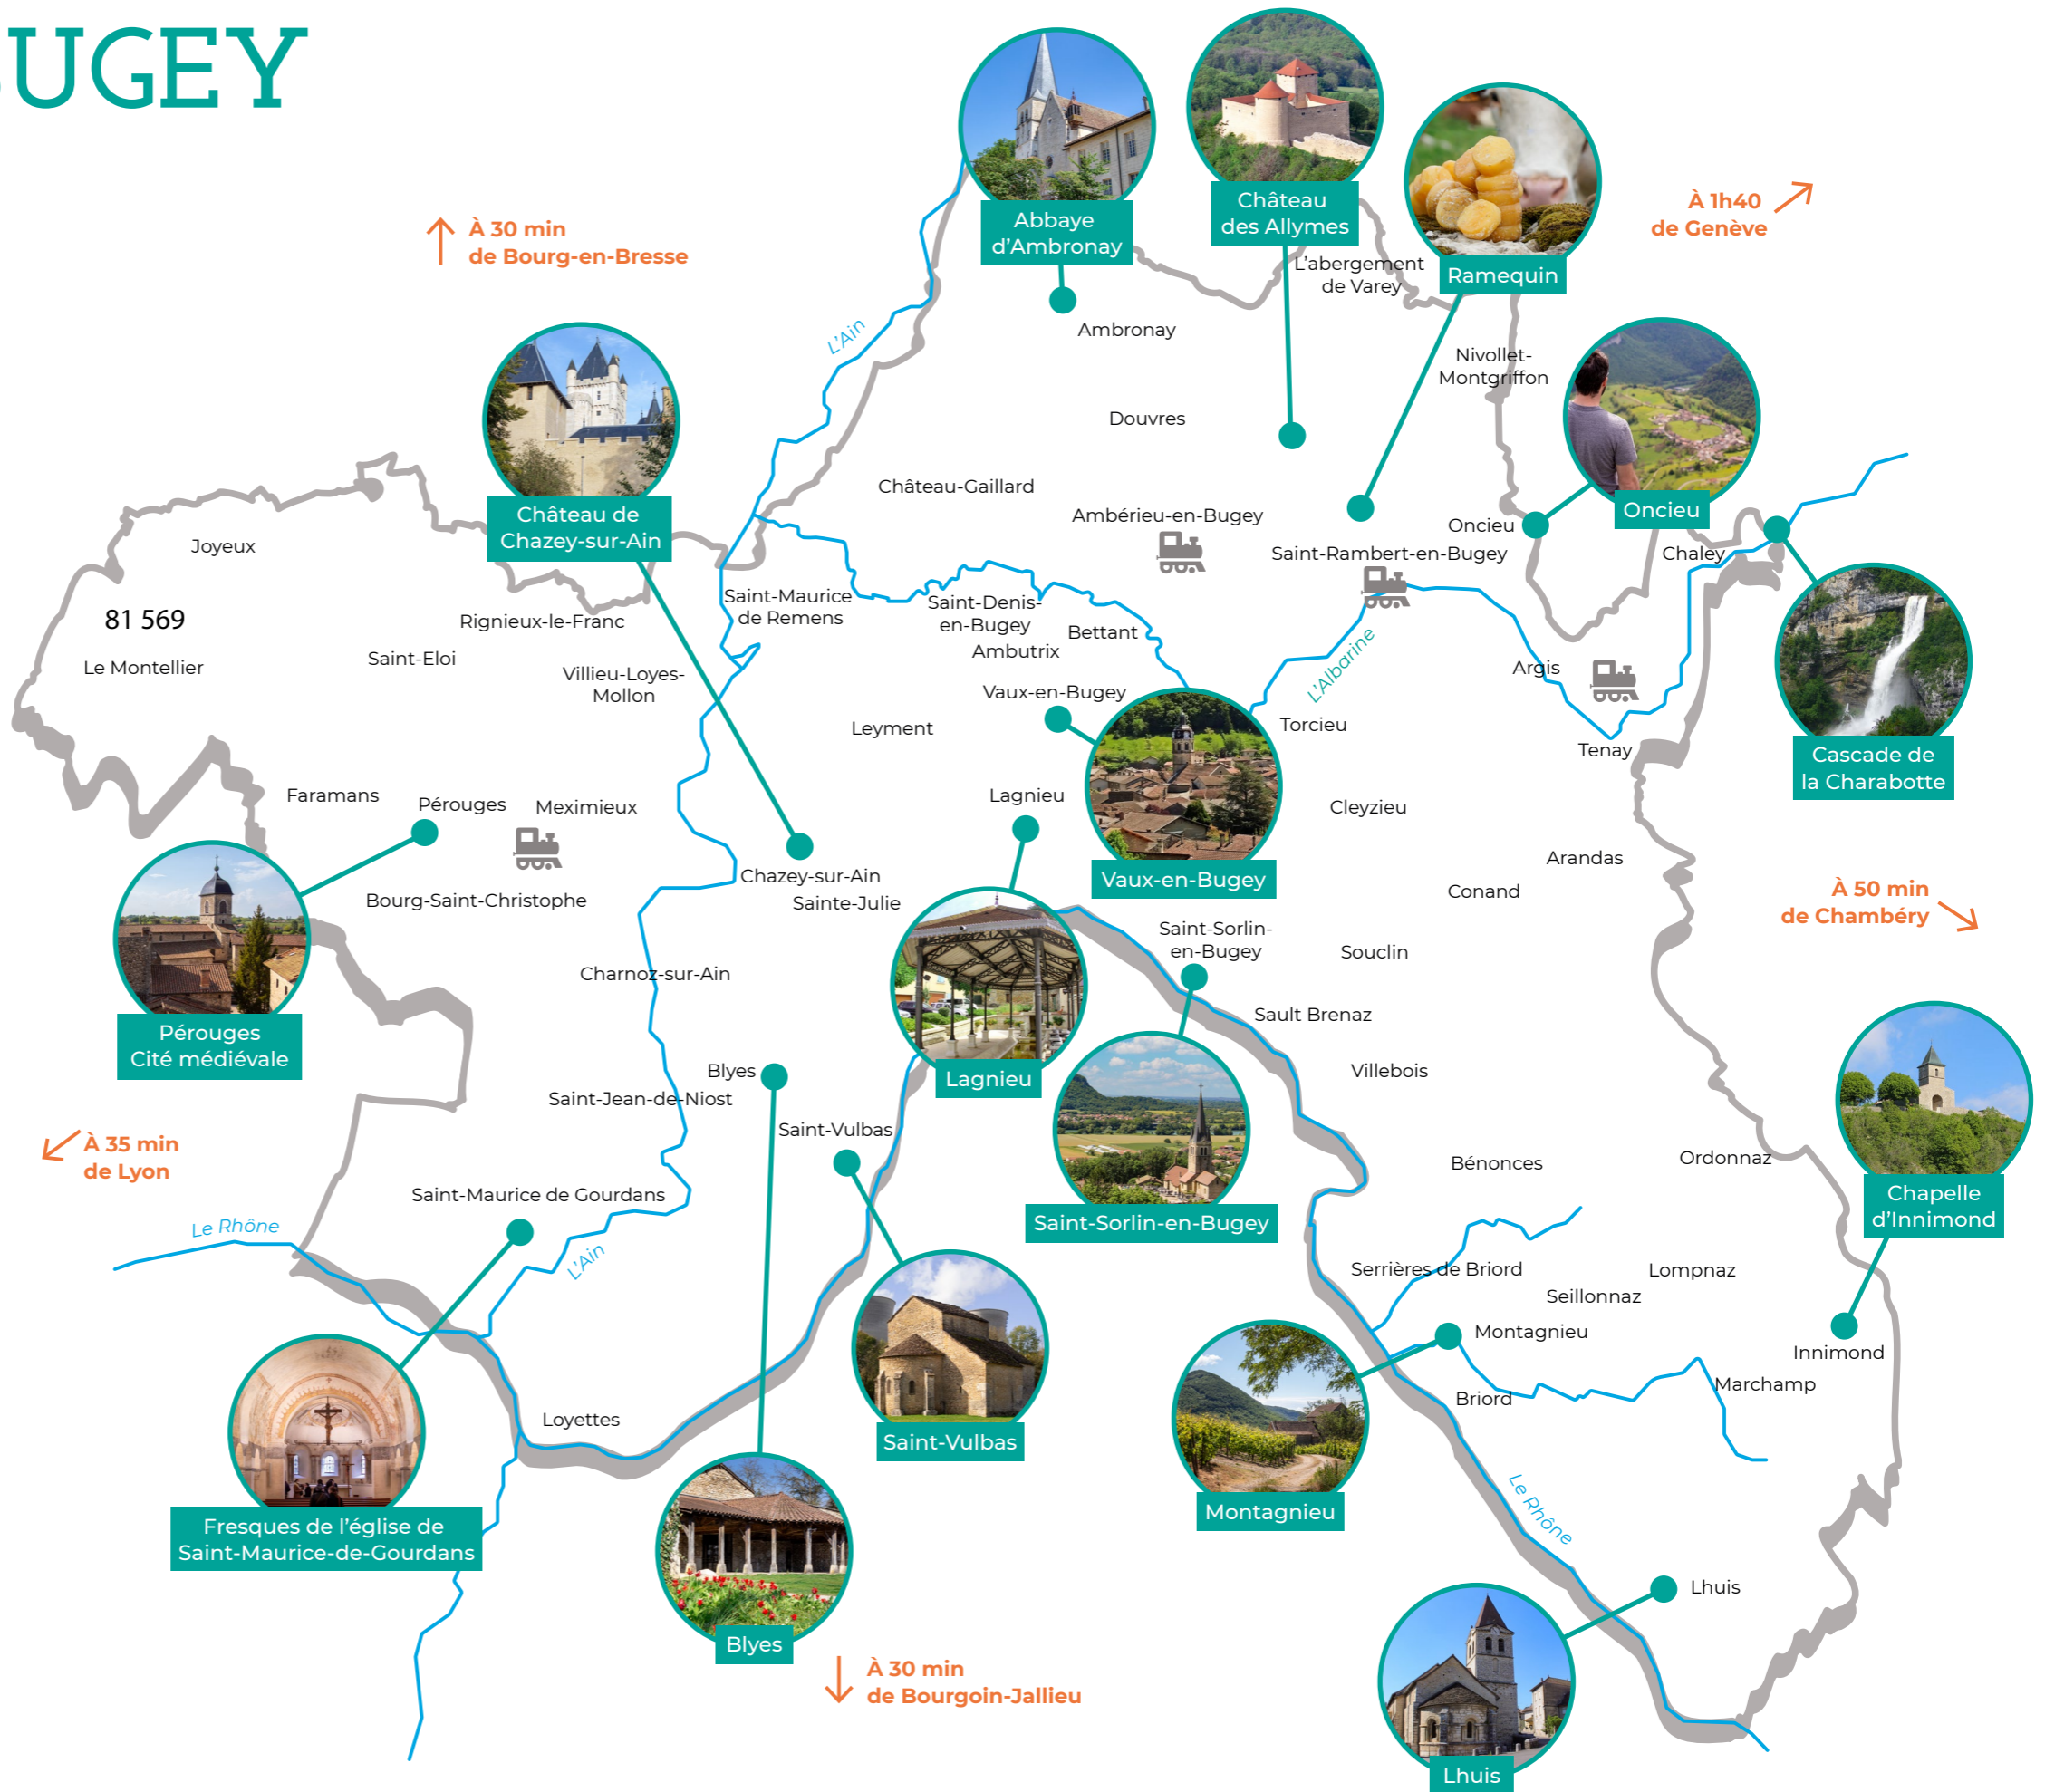 BUGEY
Abbaye
d'Ambronay
Château
des Allymes
Ramequin
À 1h40
de Genève
À 30 min
de Bourg-en-Bresse
L'abergement
de Varey
L'Ain
Ambronay
Nivollet-
Montgriffon
Douvres
Château-Gaillard
Château de
Chazey-sur-Ain
Ambérieu-en-Bugey
Oncieu
Oncieu
Joyeux
Saint-Rambert-en-Bugey
Chaley
81 569
Le Montellier
Rignieux-le-Franc
Saint-Eloi
Villieu-Loyes-
Mollon
Saint-Maurice
de Remens
Saint-Denis-
en-Bugey
Bettant
Ambutrix
L'Albarine
Argis
Vaux-en-Bugey
Leyment
Torcieu
Tenay
Cascade de
la Charabotte
Faramans
Pérouges
Meximieux
Lagnieu
Cleyzieu
Arandas
Vaux-en-Bugey
Chazey-sur-Ain
Sainte-Julie
Conand
À 50 min
de Chambéry
Bourg-Saint-Christophe
Saint-Sorlin-
en-Bugey
Souclin
Charnoz-sur-Ain
Sault Brenaz
Pérouges
Cité médiévale
Blyes
Lagnieu
Villebois
Saint-Jean-de-Niost
Saint-Vulbas
À 35 min
de Lyon
Bénonces
Ordonnaz
Saint-Maurice de Gourdans
Chapelle
d'Innimond
Saint-Sorlin-en-Bugey
Le Rhône
L'Ain
Serrières de Briord
Lompnaz
Seillonnaz
Montagnieu
Innimond
Marchamp
Briord
Loyettes
Saint-Vulbas
Montagnieu
Le Rhône
Fresques de l'église de
Saint-Maurice-de-Gourdans
Lhuis
Blyes
À 30 min
de Bourgoin-Jallieu
Lhuis